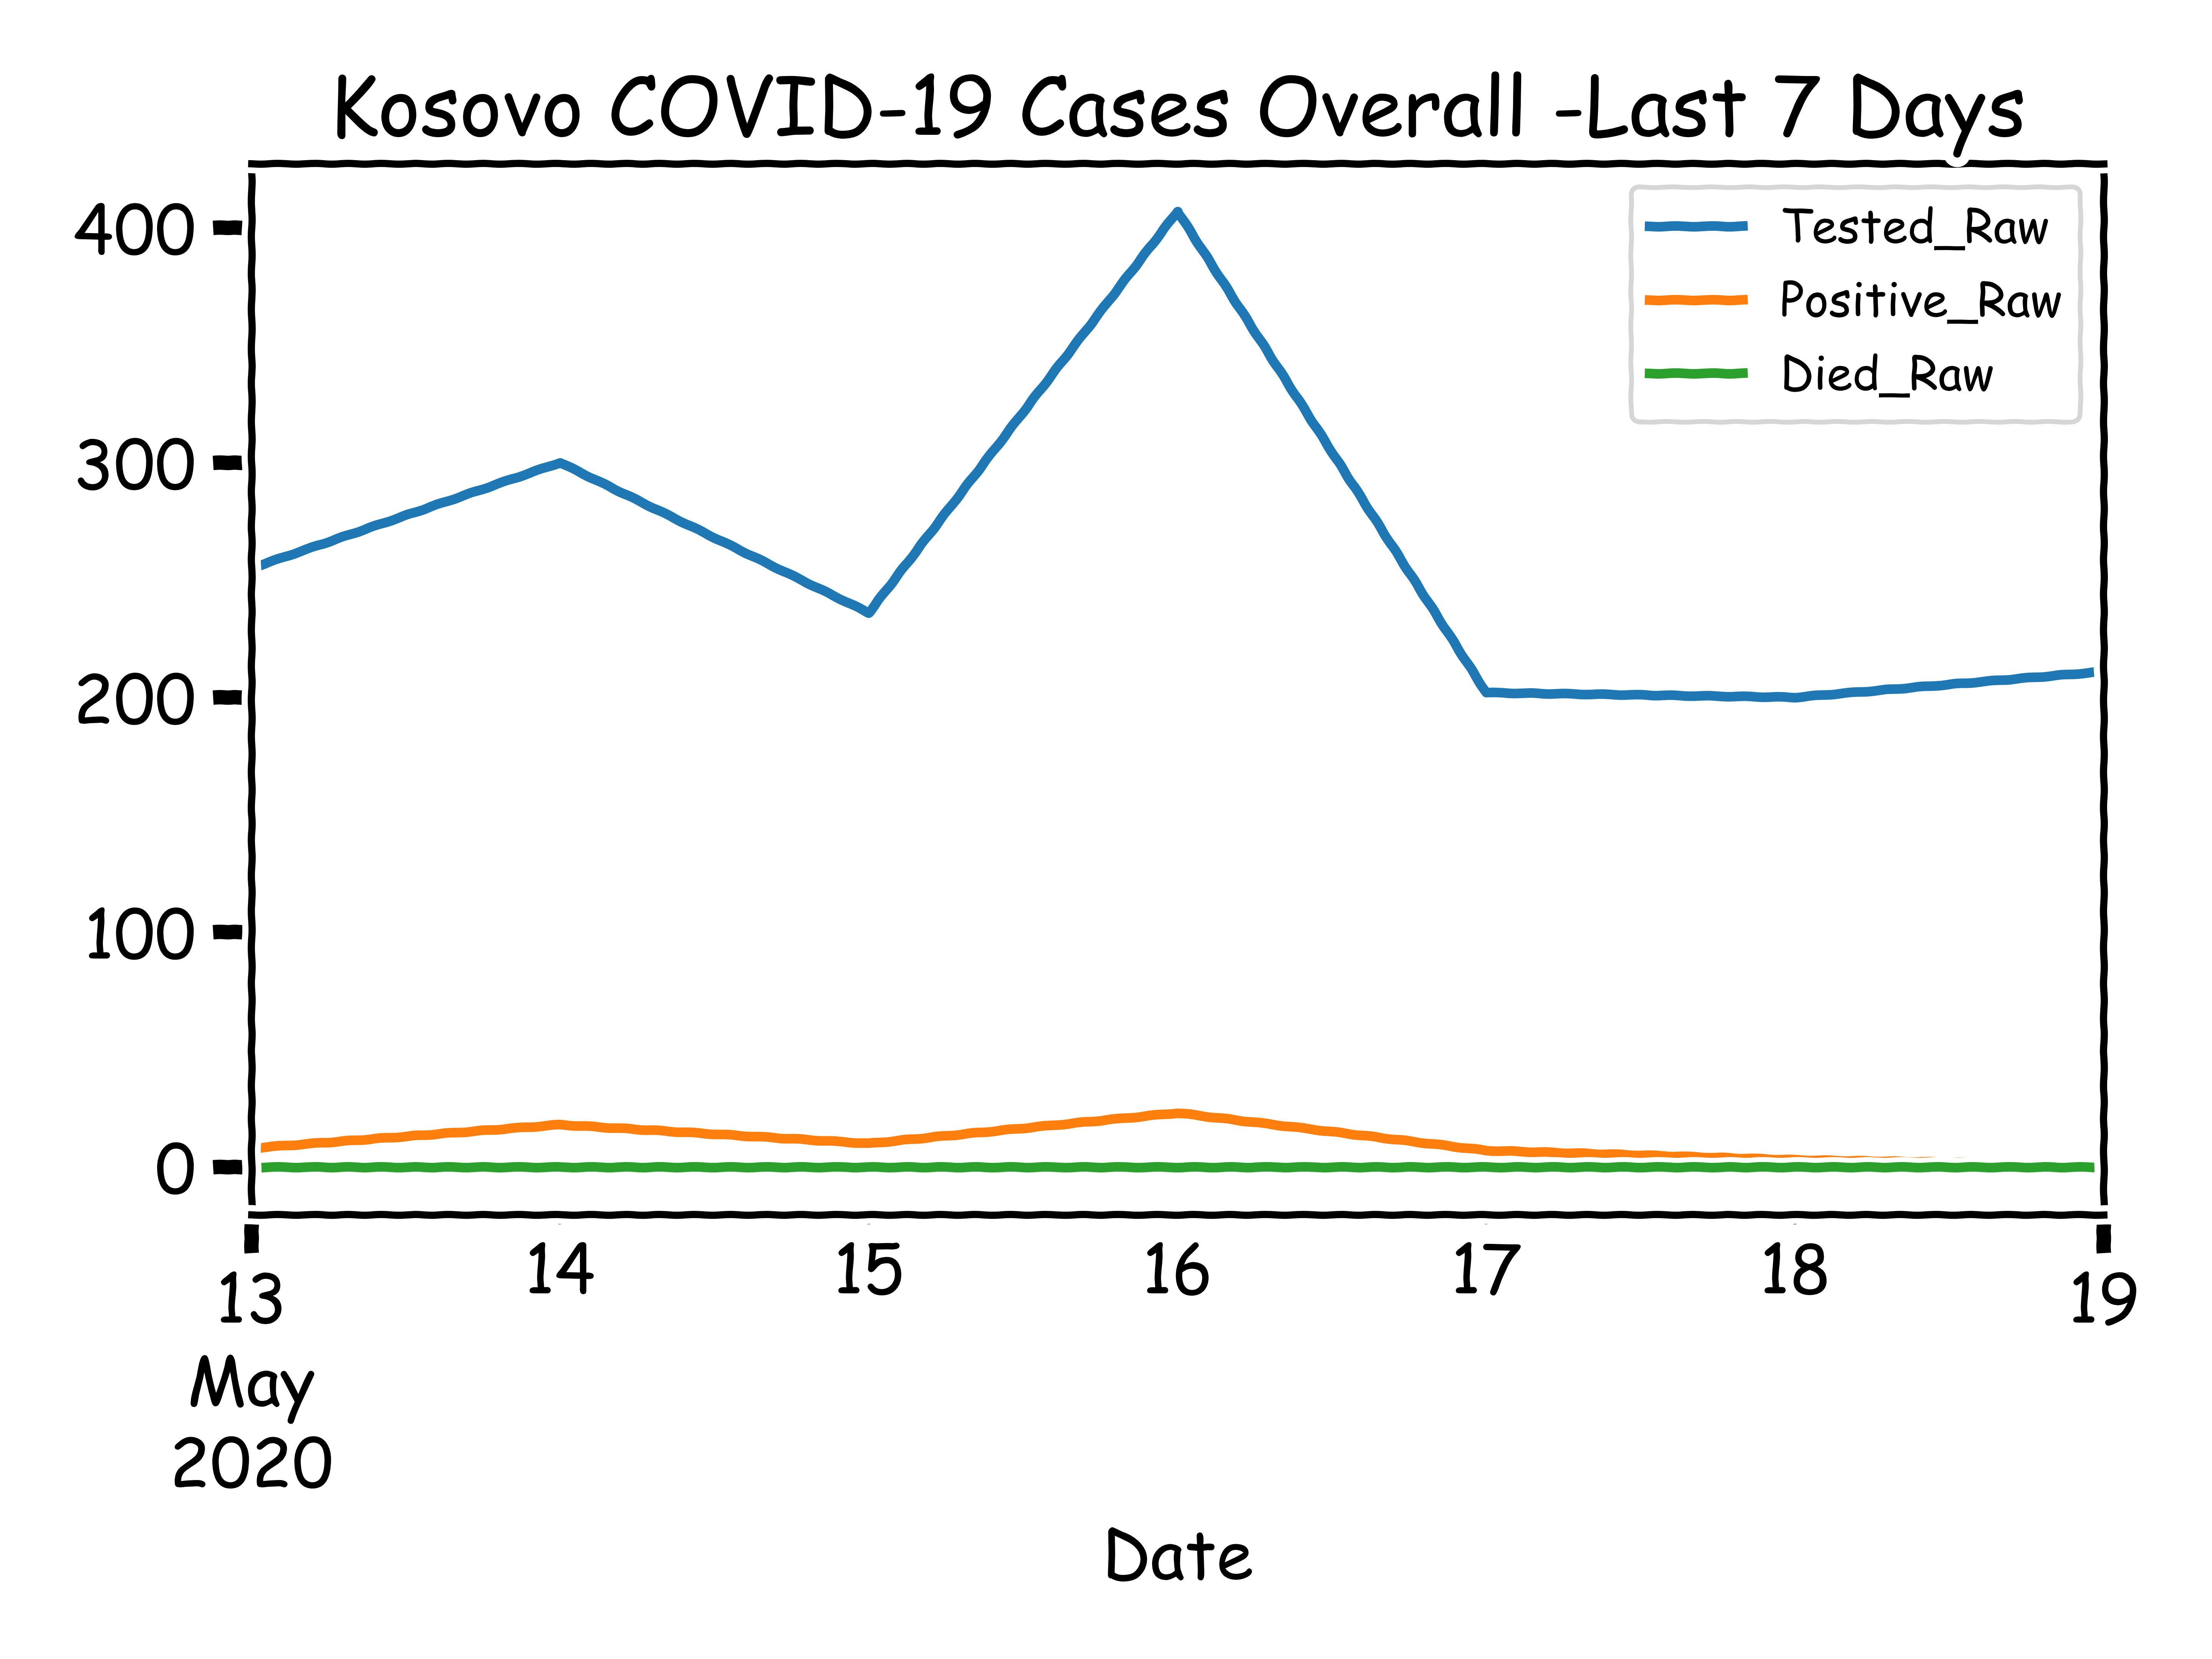 Kosovo COVID-19 Cases Overall -Last 7 Days
Tested_Raw
Positive_Raw
Died_Raw
400
300
200
100
0
13 14 15 16 17 18 19
May
2020
Date